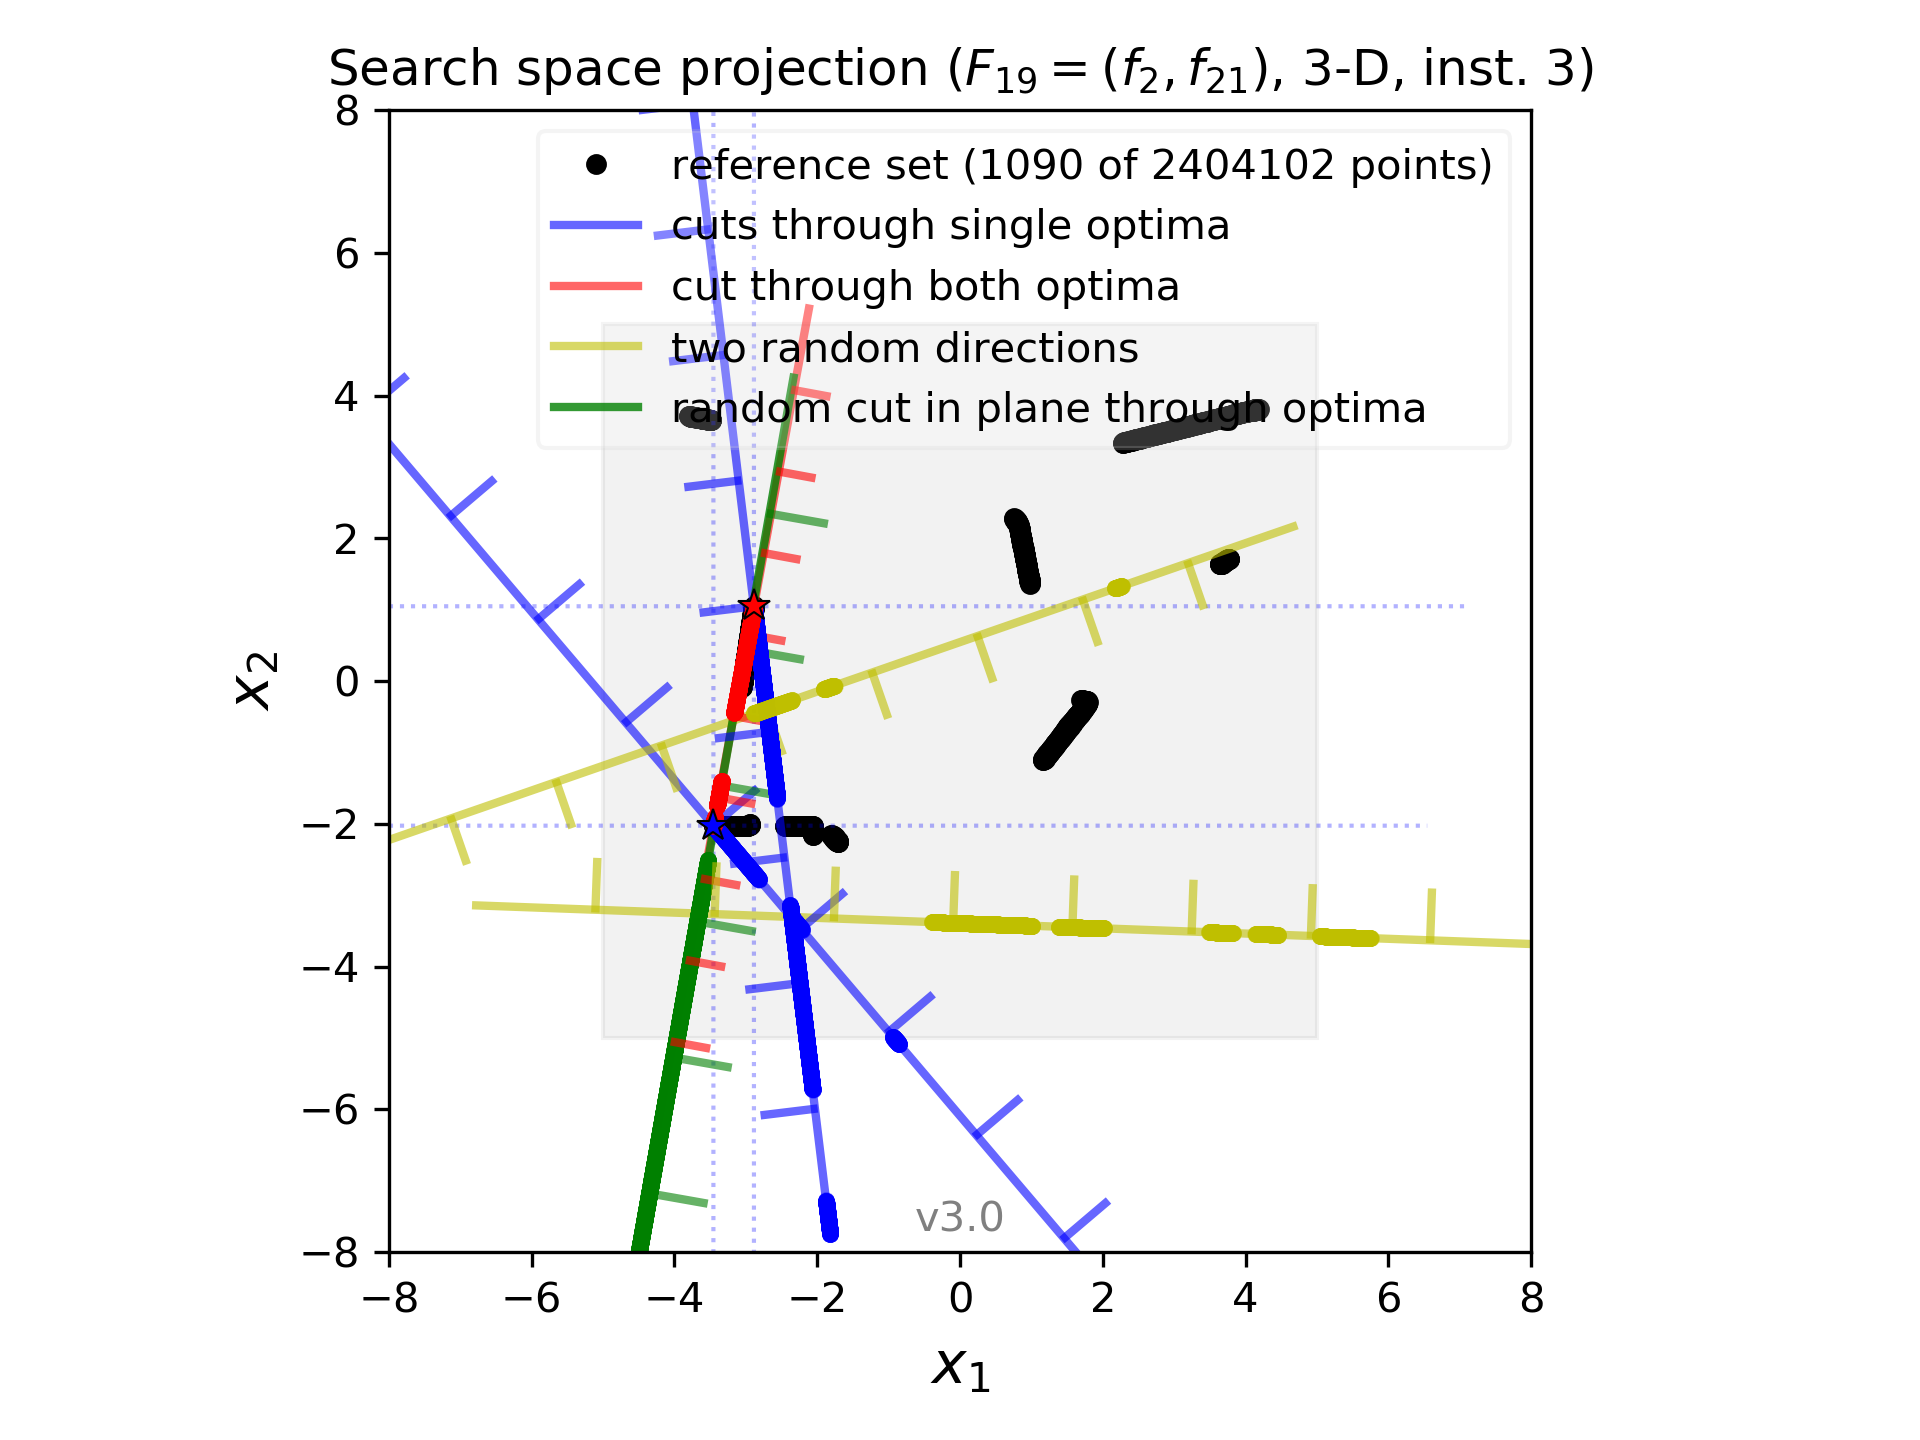 Search space projection (F19 = (f2, f21), 3-D, inst. 3)
reference set (1090 of 2404102 points)
cuts through single optima
cut through both optima
two random directions
random cut in plane through optima
8
6
4
2
0
−2
−4
−6
−8
x2
v3.0
−8 −6 −4 −2 0 2 4 6 8
x1